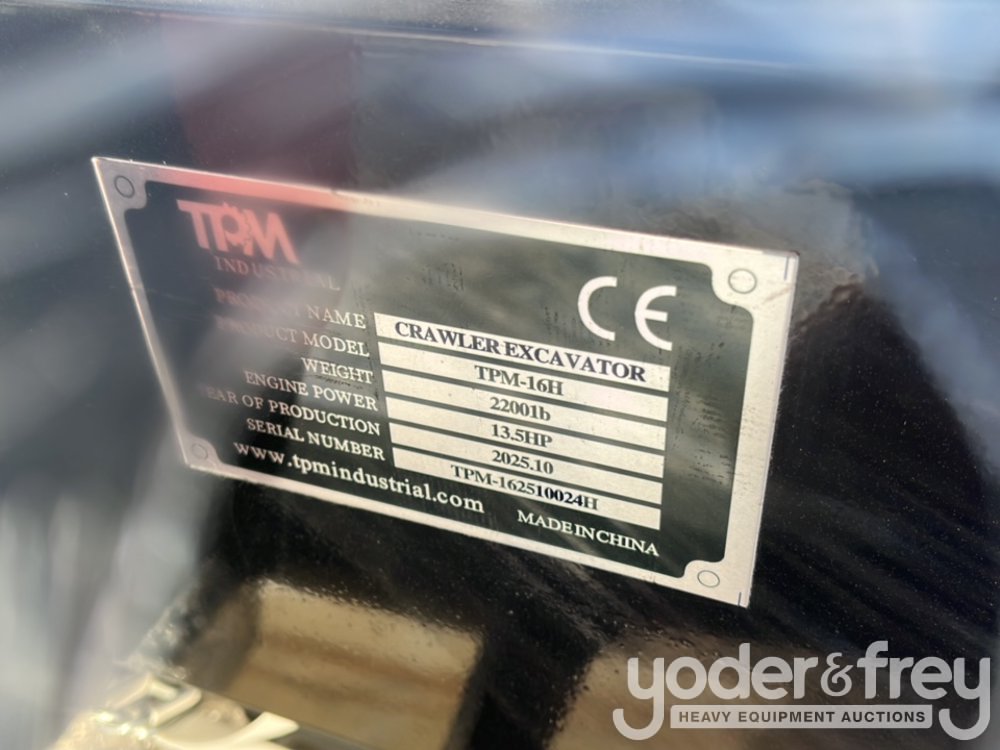 TPM
INDUSTRIAL
CE
PRODUCT NAME CRAWLER EXCAVATOR
PRODUCT MODEL TPM-16H
WEIGHT 2200lb
ENGINE POWER 13.5HP
YEAR OF PRODUCTION 2025.10
SERIAL NUMBER TPM-162510024H
www.tpmindustrial.com
MADE IN CHINA
yoder&frey
HEAVY EQUIPMENT AUCTIONS